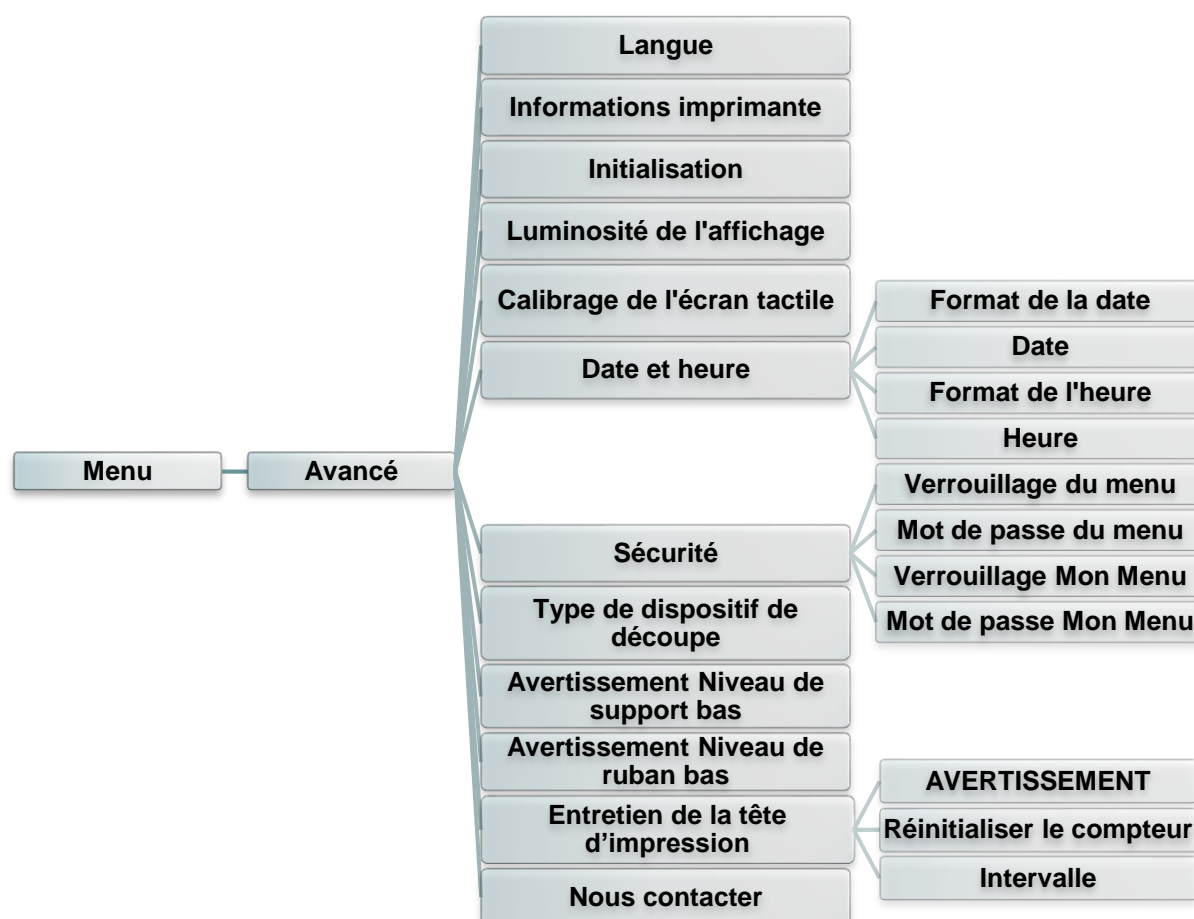 Menu
Avancé
Langue
Informations imprimante
Initialisation
Luminosité de l'affichage
Calibrage de l'écran tactile
Date et heure
Format de la date
Date
Format de l'heure
Heure
Sécurité
Verrouillage du menu
Mot de passe du menu
Verrouillage Mon Menu
Mot de passe Mon Menu
Type de dispositif de
découpe
Avertissement Niveau de
support bas
Avertissement Niveau de
ruban bas
Entretien de la tête
d’impression
AVERTISSEMENT
Réinitialiser le compteur
Intervalle
Nous contacter